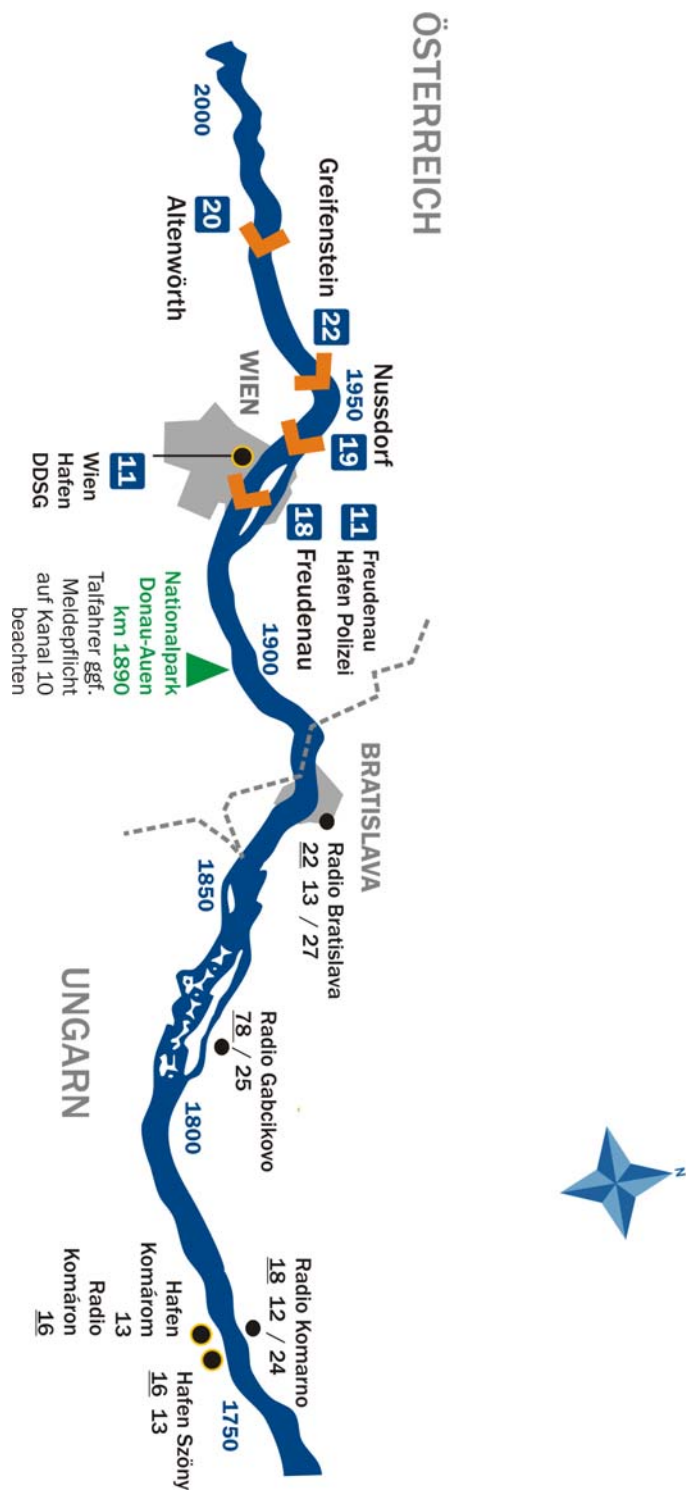 ÖSTERREICH
2000
20
Altenwörth
Greifenstein
22
1950
Nussdorf
19
WIEN
11
Wien
Hafen
DDSG
11
Freudenau
Hafen Polizei
18
Freudenau
1900
Nationalpark
Donau-Auen
km 1890
Talfahrer ggf.
Meldepflicht
auf Kanal 10
beachten
BRATISLAVA
Radio Bratislava
22 13 / 27
1850
UNGARN
Radio Gabcikovo
78 / 25
1800
Radio Komarno
18 12 / 24
Hafen
Komárom
13
Radio
Komáron
16
Hafen Szöny
16 13
1750
N